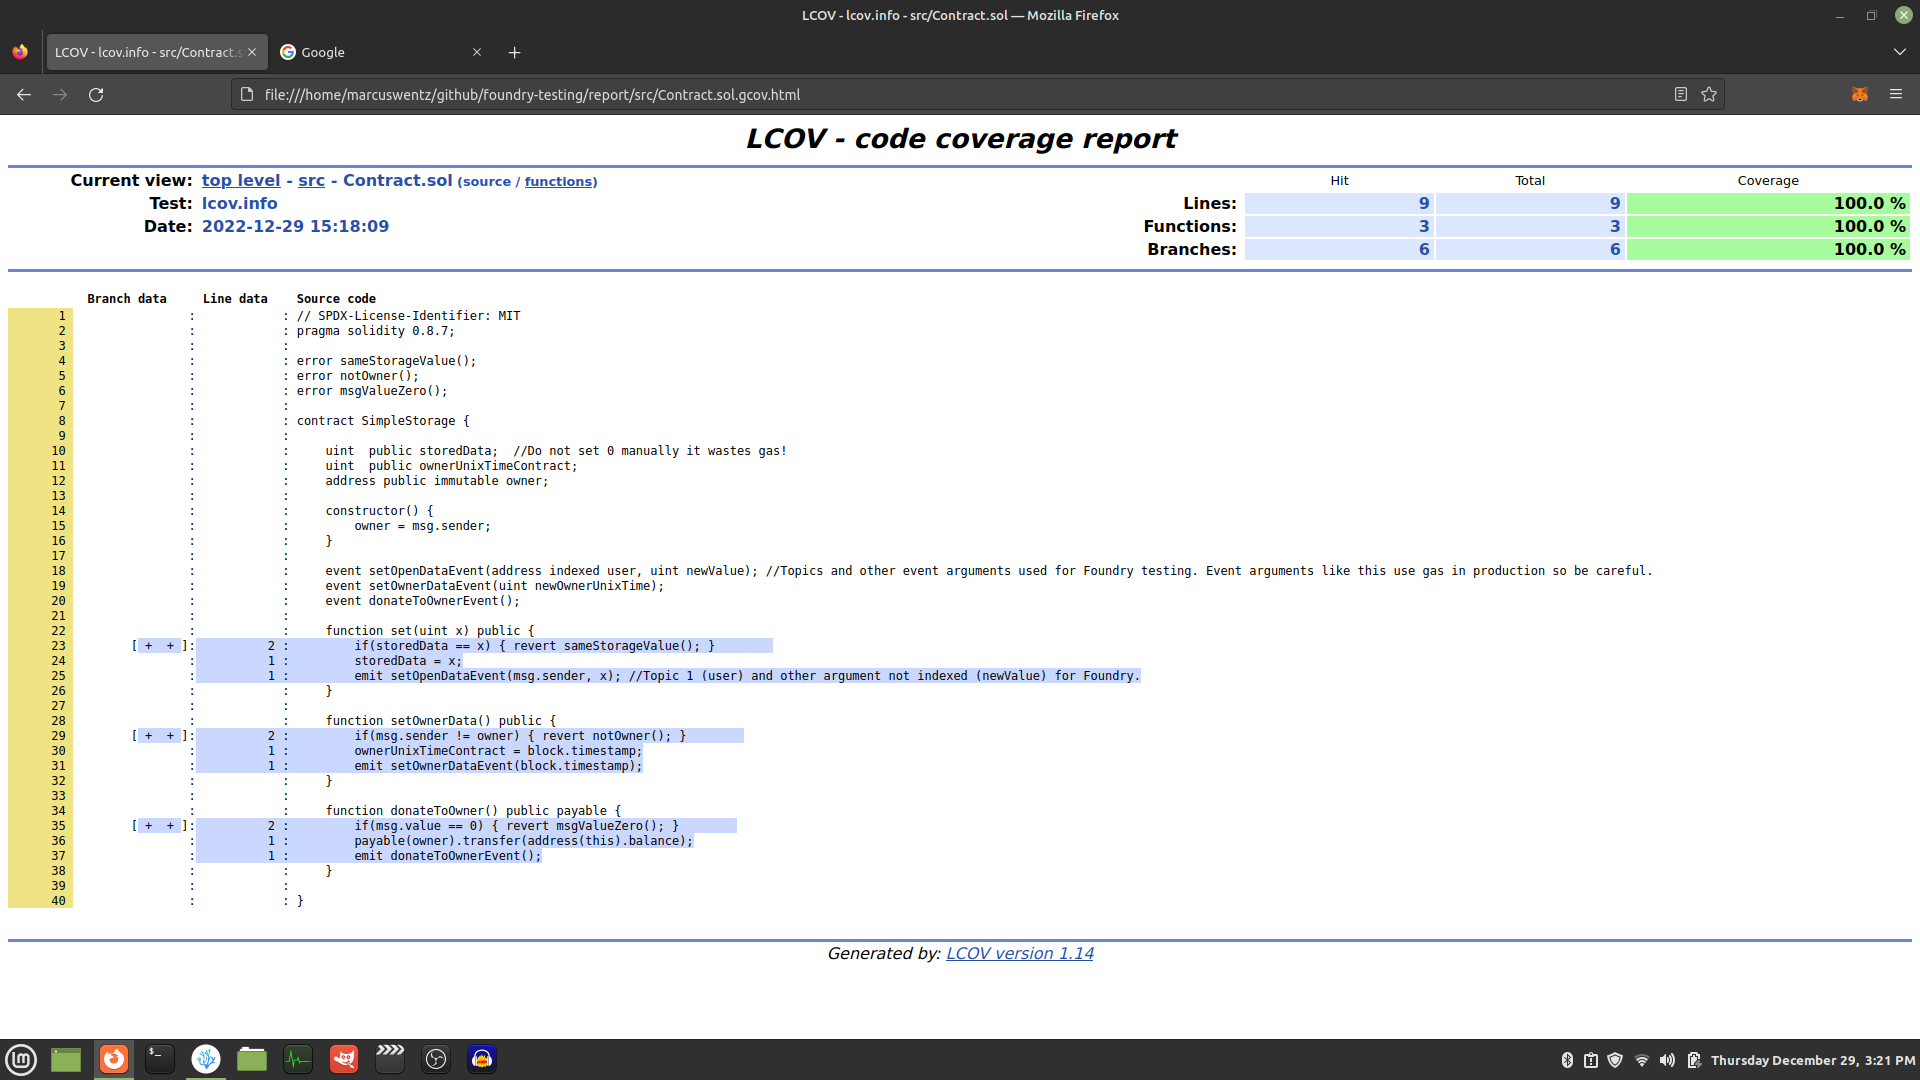 LCOV - lcov.info - src/Contract.sol — Mozilla Firefox
LCOV - lcov.info - src/Contract.s
Google
file:///home/marcuswentz/github/foundry-testing/report/src/Contract.sol.gcov.html
LCOV - code coverage report
Current view: top level - src - Contract.sol (source / functions)
Hit Total Coverage
Test: lcov.info
Lines: 9 9 100.0 %
Date: 2022-12-29 15:18:09
Functions: 3 3 100.0 %
Branches: 6 6 100.0 %
Branch data Line data Source code
1 : : // SPDX-License-Identifier: MIT
2 : : pragma solidity 0.8.7;
3 : :
4 : : error sameStorageValue();
5 : : error notOwner();
6 : : error msgValueZero();
7 : :
8 : : contract SimpleStorage {
9 : :
10 : : uint  public storedData;  //Do not set 0 manually it wastes gas!
11 : : uint  public ownerUnixTimeContract;
12 : : address public immutable owner;
13 : :
14 : : constructor() {
15 : : owner = msg.sender;
16 : : }
17 : :
18 : : event setOpenDataEvent(address indexed user, uint newValue); //Topics and other event arguments used for Foundry testing. Event arguments like this use gas in production so be careful.
19 : : event setOwnerDataEvent(uint newOwnerUnixTime);
20 : : event donateToOwnerEvent();
21 : :
22 : : function set(uint x) public {
23 [ + + ]: 2 : if(storedData == x) { revert sameStorageValue(); }
24 : 1 : storedData = x;
25 : 1 : emit setOpenDataEvent(msg.sender, x); //Topic 1 (user) and other argument not indexed (newValue) for Foundry.
26 : : }
27 : :
28 : : function setOwnerData() public {
29 [ + + ]: 2 : if(msg.sender != owner) { revert notOwner(); }
30 : 1 : ownerUnixTimeContract = block.timestamp;
31 : 1 : emit setOwnerDataEvent(block.timestamp);
32 : : }
33 : :
34 : : function donateToOwner() public payable {
35 [ + + ]: 2 : if(msg.value == 0) { revert msgValueZero(); }
36 : 1 : payable(owner).transfer(address(this).balance);
37 : 1 : emit donateToOwnerEvent();
38 : : }
39 : :
40 : : }
Generated by: LCOV version 1.14
Thursday December 29, 3:21 PM